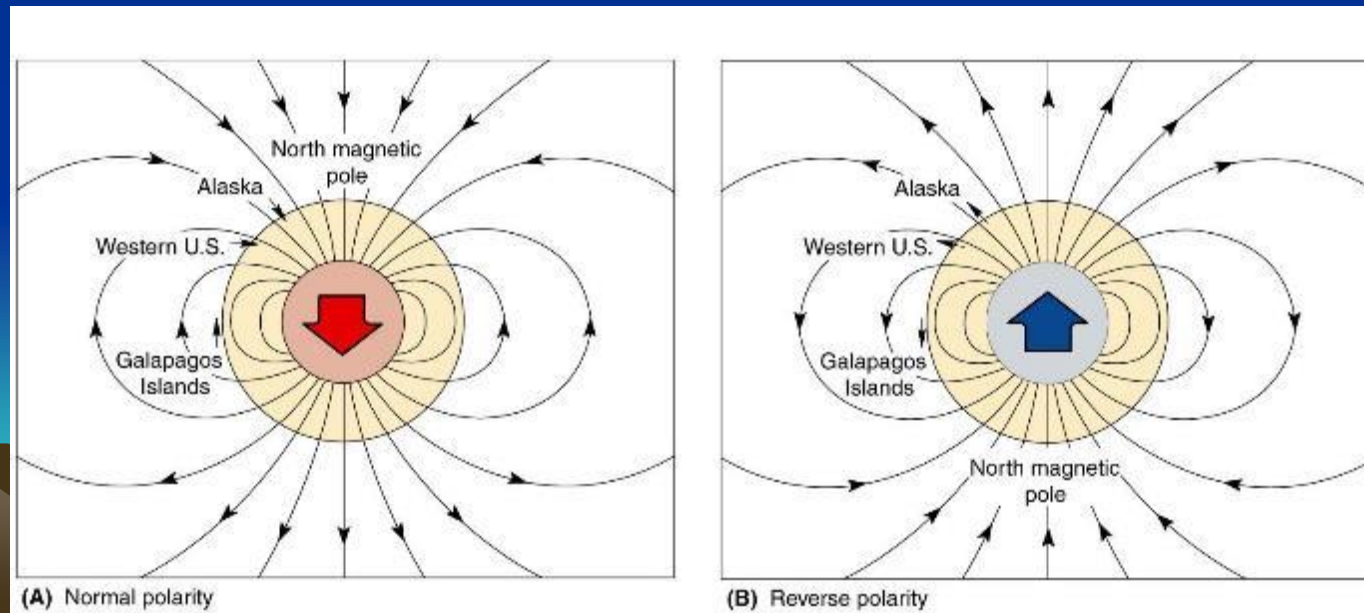 North magnetic
pole
Alaska
Western U.S.
Galapagos
Islands
(A) Normal polarity
Alaska
Western U.S.
Galapagos
Islands
North magnetic
pole
(B) Reverse polarity